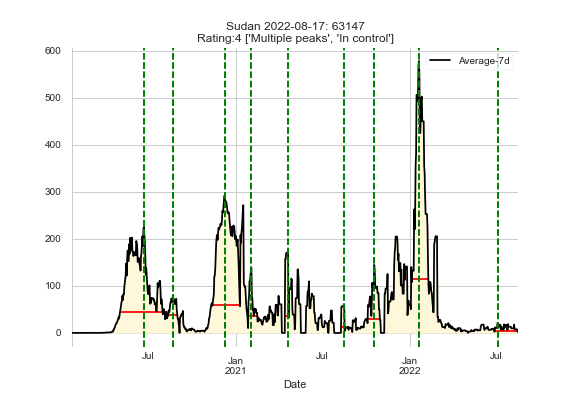 Sudan 2022-08-17: 63147
Rating:4 ['Multiple peaks', 'In control']
Average-7d
600
500
400
300
200
100
0
Jul
Jan
2021
Jul
Jan
2022
Jul
Date